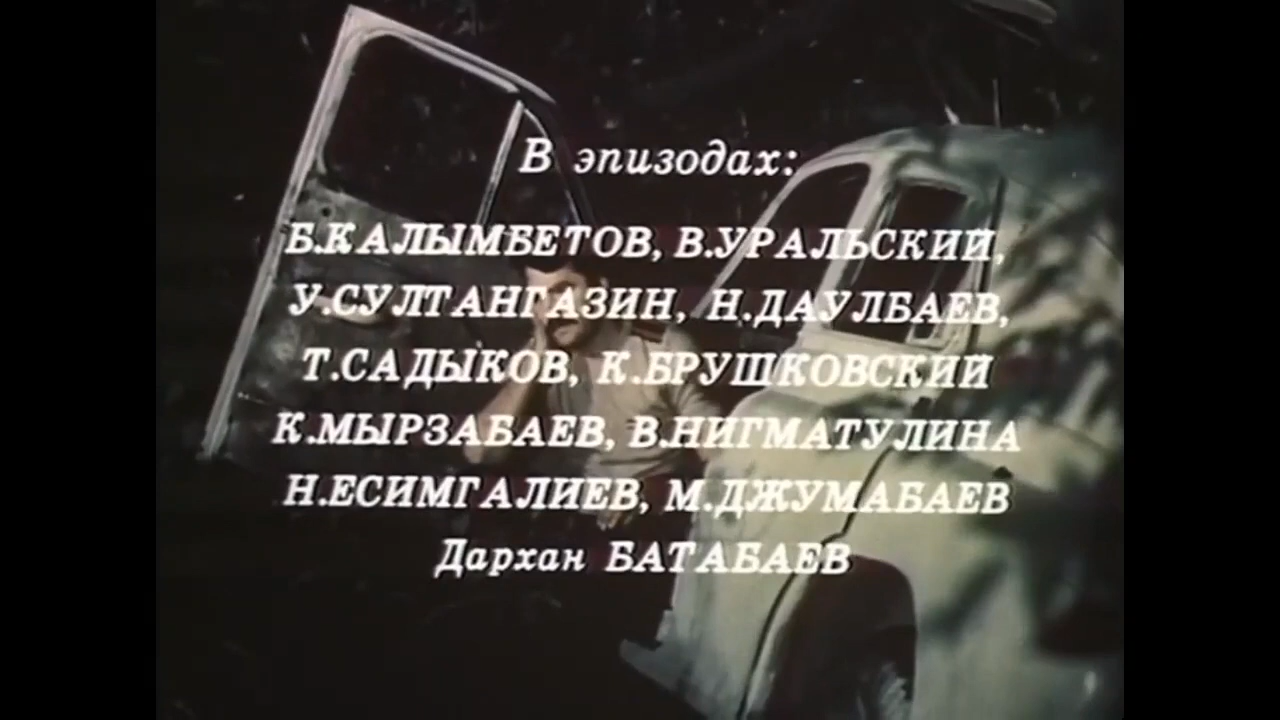 В эпизодах:
Б.КАЛЫМБЕТОВ, В.УРАЛЬСКИЙ,
У.СУЛТАНГАЗИН, Н.ДАУЛБАЕВ,
Т.САДЫКОВ, К.БРУШКОВСКИЙ
К.МЫРЗАБАЕВ, В.НИГМАТУЛИНА
Н.ЕСИМГАЛИЕВ, М.ДЖУМАБАЕВ
Дархан БАТАБАЕВ